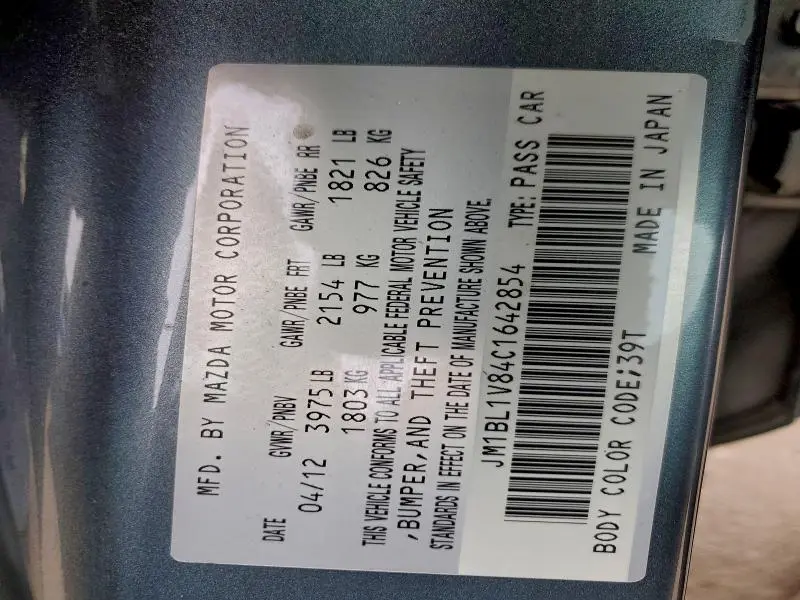 MFD. BY MAZDA MOTOR CORPORATION
DATE GVWR/PNBV GAWR/PNBE FRT GAWR/PNBE RR
04/12 3975 LB 2154 LB 1821 LB
1803 KG 977 KG 826 KG
THIS VEHICLE CONFORMS TO ALL APPLICABLE FEDERAL MOTOR VEHICLE SAFETY
,BUMPER,AND THEFT PREVENTION
STANDARDS IN EFFECT ON THE DATE OF MANUFACTURE SHOWN ABOVE.
JM1BL1V84C1642854 TYPE: PASS CAR
BODY COLOR CODE;39T MADE IN JAPAN